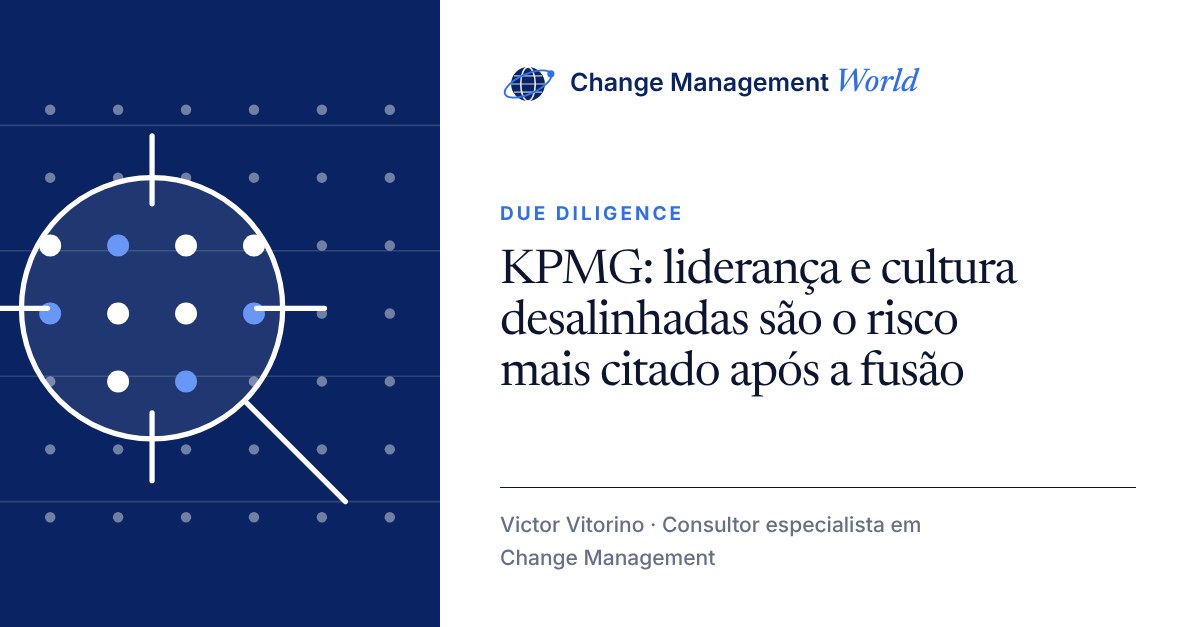 Change Management World
DUE DILIGENCE
KPMG: liderança e cultura
desalinhadas são o risco
mais citado após a fusão
Victor Vitorino · Consultor especialista em
Change Management